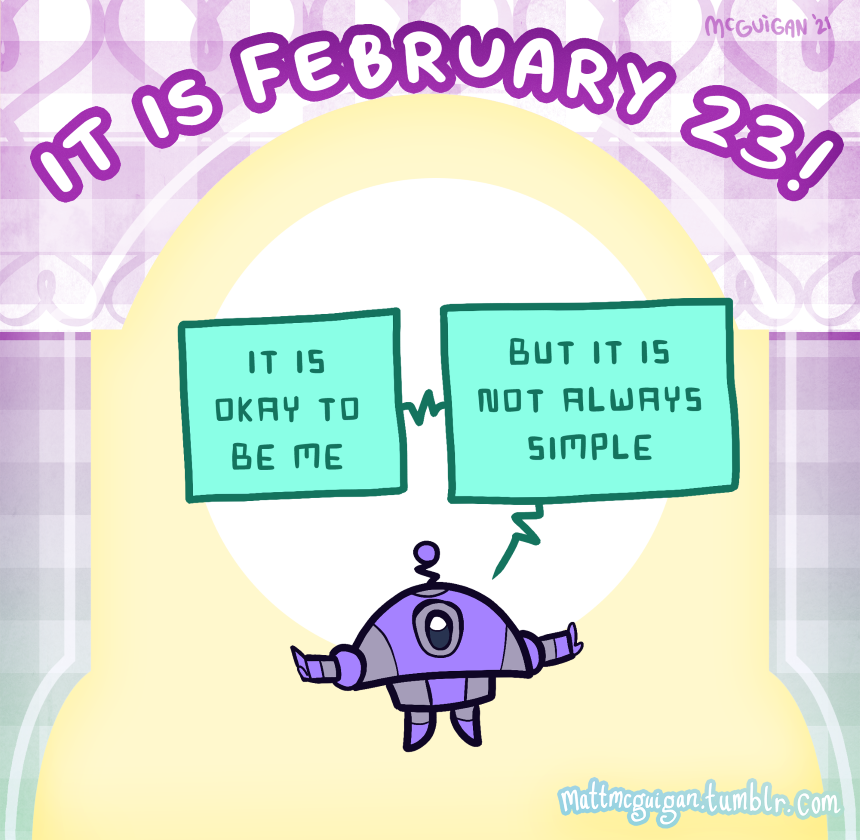 McGUiGAN '21
IT IS FEBRUARY 23!
IT IS
OKAY TO
BE ME
BUT IT IS
NOT ALWAYS
SIMPLE
mattmcguigan.tumblr.com